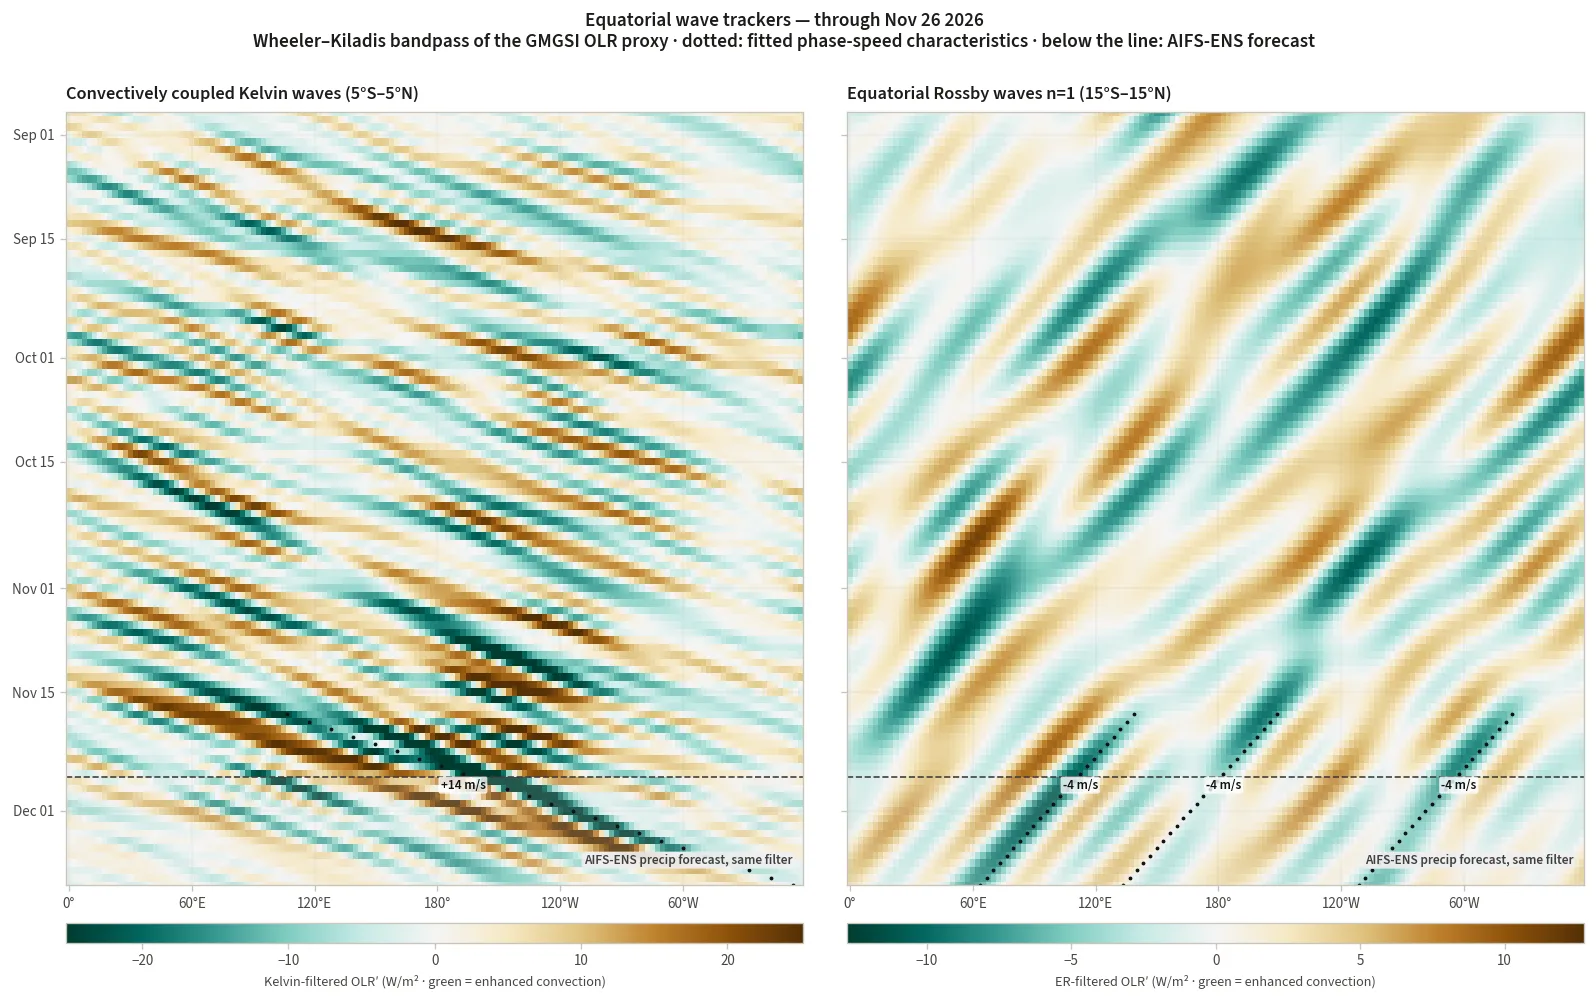 Equatorial wave trackers — through Nov 26 2026
Wheeler–Kiladis bandpass of the GMGSI OLR proxy · dotted: fitted phase-speed characteristics · below the line: AIFS-ENS forecast
Convectively coupled Kelvin waves (5°S–5°N)
Sep 01
Sep 15
Oct 01
Oct 15
Nov 01
Nov 15
Dec 01
+14 m/s
AIFS-ENS precip forecast, same filter
0°
60°E
120°E
180°
120°W
60°W
−20
−10
0
10
20
Kelvin-filtered OLR′ (W/m² · green = enhanced convection)
Equatorial Rossby waves n=1 (15°S–15°N)
-4 m/s
-4 m/s
-4 m/s
AIFS-ENS precip forecast, same filter
0°
60°E
120°E
180°
120°W
60°W
−10
−5
0
5
10
ER-filtered OLR′ (W/m² · green = enhanced convection)